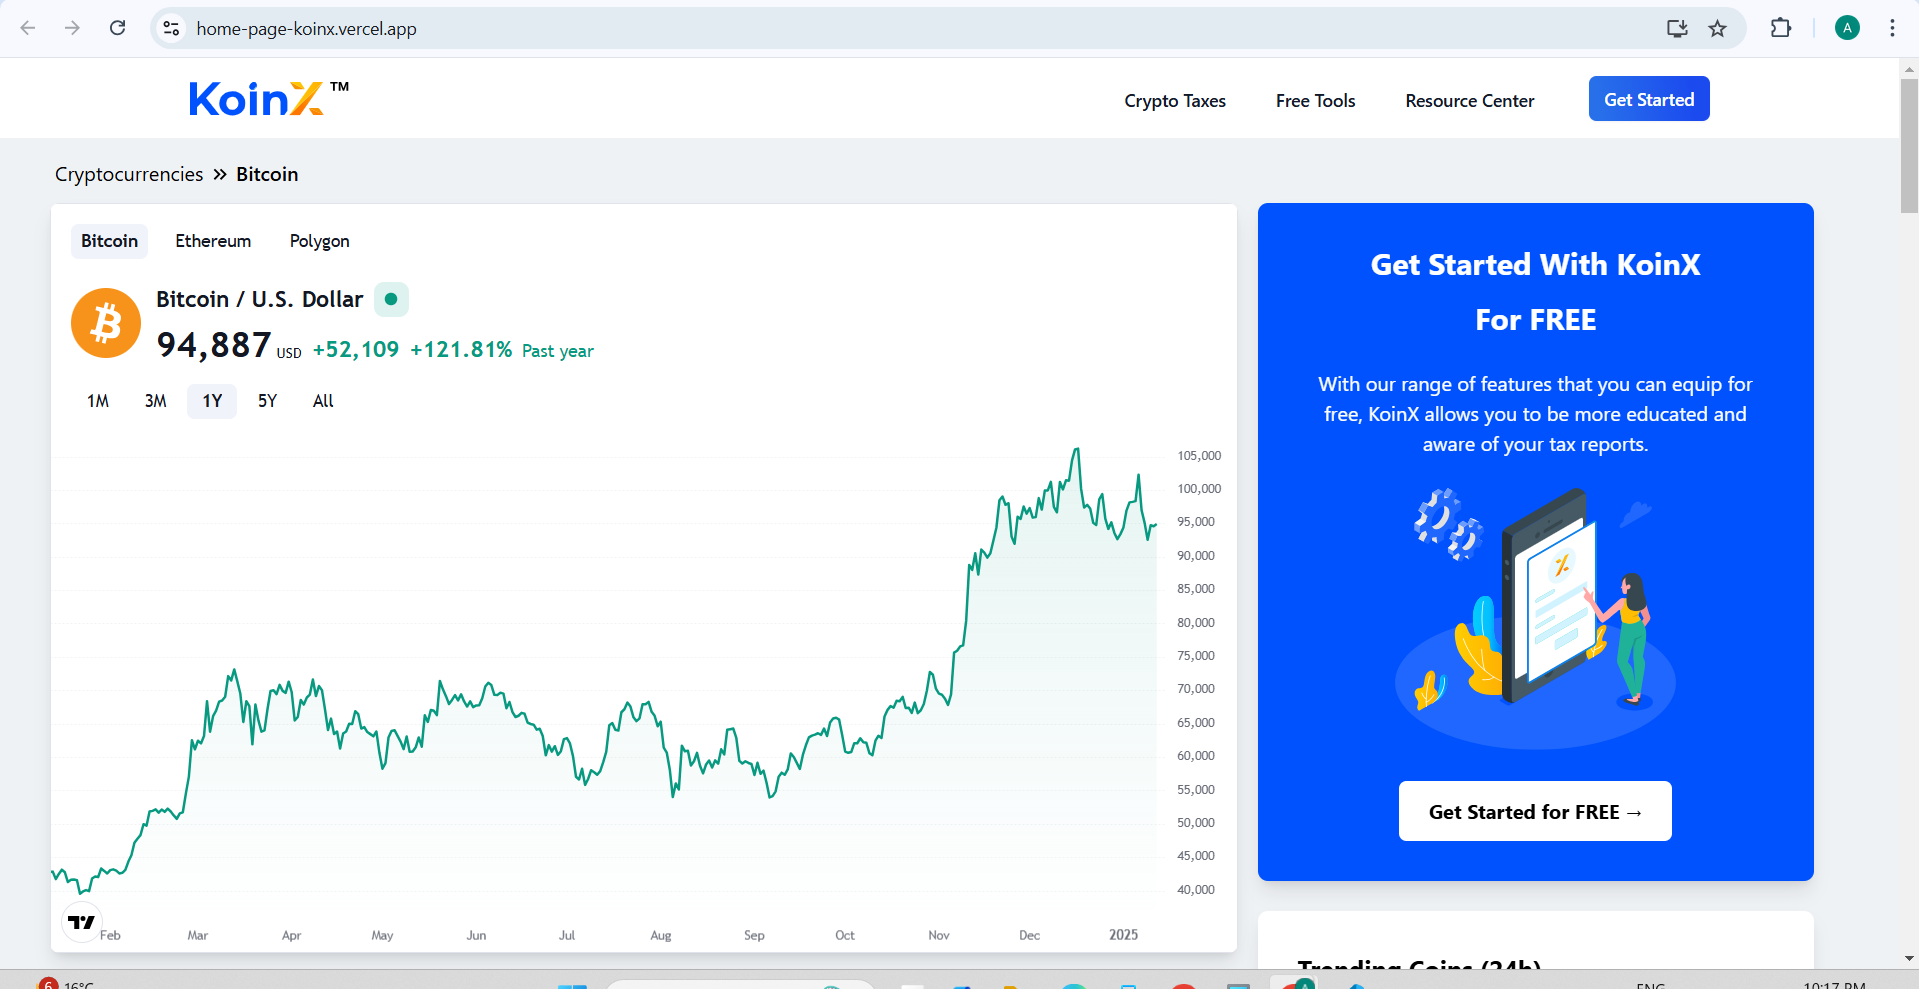 home-page-koinx.vercel.app
A
KoinX™
Crypto Taxes
Free Tools
Resource Center
Get Started
Cryptocurrencies » Bitcoin
Bitcoin
Ethereum
Polygon
Bitcoin / U.S. Dollar
94,887 USD +52,109 +121.81% Past year
1M
3M
1Y
5Y
All
105,000
100,000
95,000
90,000
85,000
80,000
75,000
70,000
65,000
60,000
55,000
50,000
45,000
40,000
Feb
Mar
Apr
May
Jun
Jul
Aug
Sep
Oct
Nov
Dec
2025
Get Started With KoinX
For FREE
With our range of features that you can equip for
free, KoinX allows you to be more educated and
aware of your tax reports.
Get Started for FREE →
Trending Coins (24h)
6
16°C
A
ENG
10:17 PM